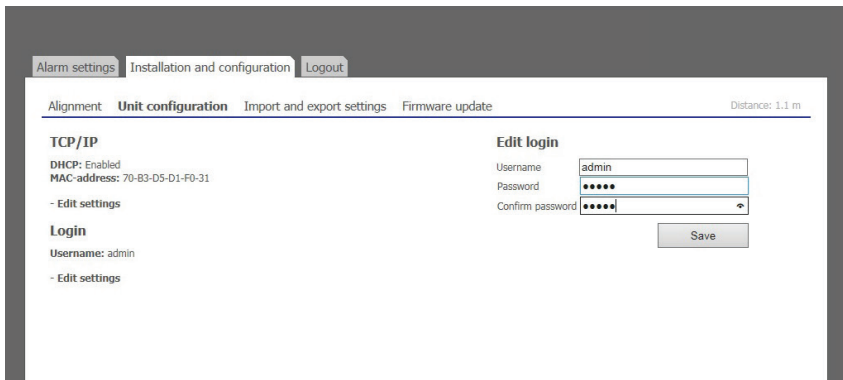 Alarm settings Installation and configuration Logout
Alignment Unit configuration Import and export settings Firmware update Distance: 1.1 m
TCP/IP
DHCP: Enabled
MAC-address: 70-B3-D5-D1-F0-31
- Edit settings
Login
Username: admin
- Edit settings
Edit login
Username admin
Password •••••
Confirm password •••••
Save